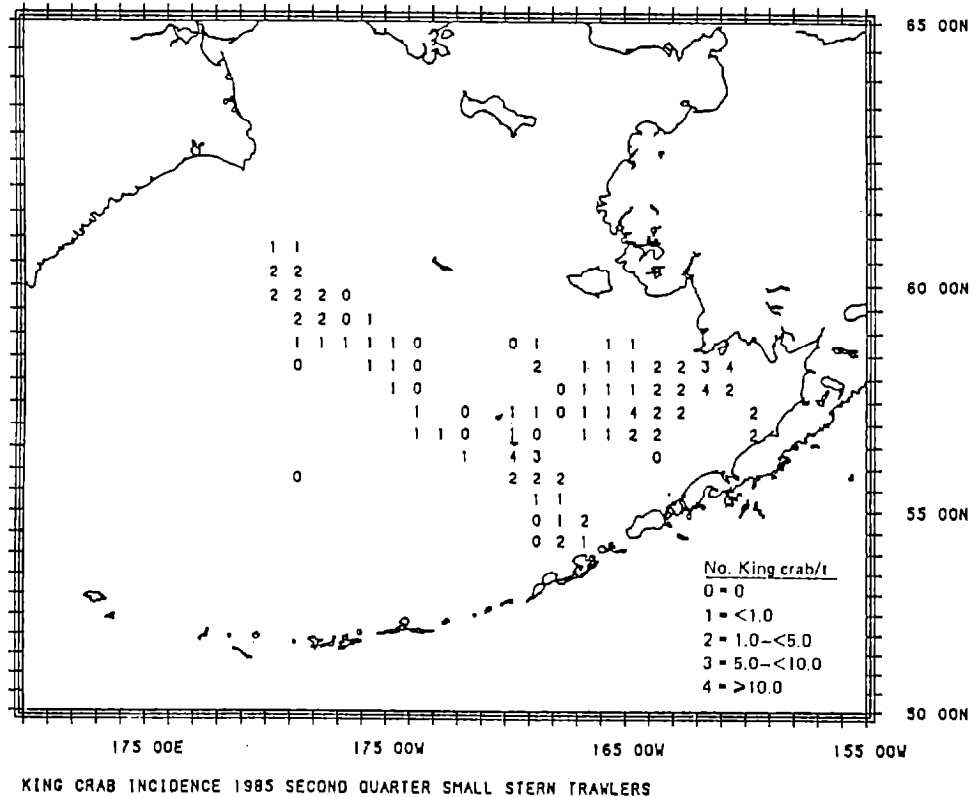 65 00N
1 1
2 2
2 2 2 0
60 00N
2 2 0 1
1 1 1 1 1 0 0 1 1 1
0 1 1 0 2 1 1 1 2 2 3 4
1 0 0 1 1 1 2 2 4 2
1 0 1 1 0 1 1 4 2 2 2
1 1 0 1 0 1 1 2 2 2
1 4 3 0
0 2 2 2
1 1
0 1 2
55 00N
0 2 1
No. King crab/t
0 = 0
1 = <1.0
2 = 1.0-<5.0
3 = 5.0-<10.0
4 = ≥10.0
50 00N
175 00E 175 00W 165 00W 155 00W
KING CRAB INCIDENCE 1985 SECOND QUARTER SMALL STERN TRAWLERS